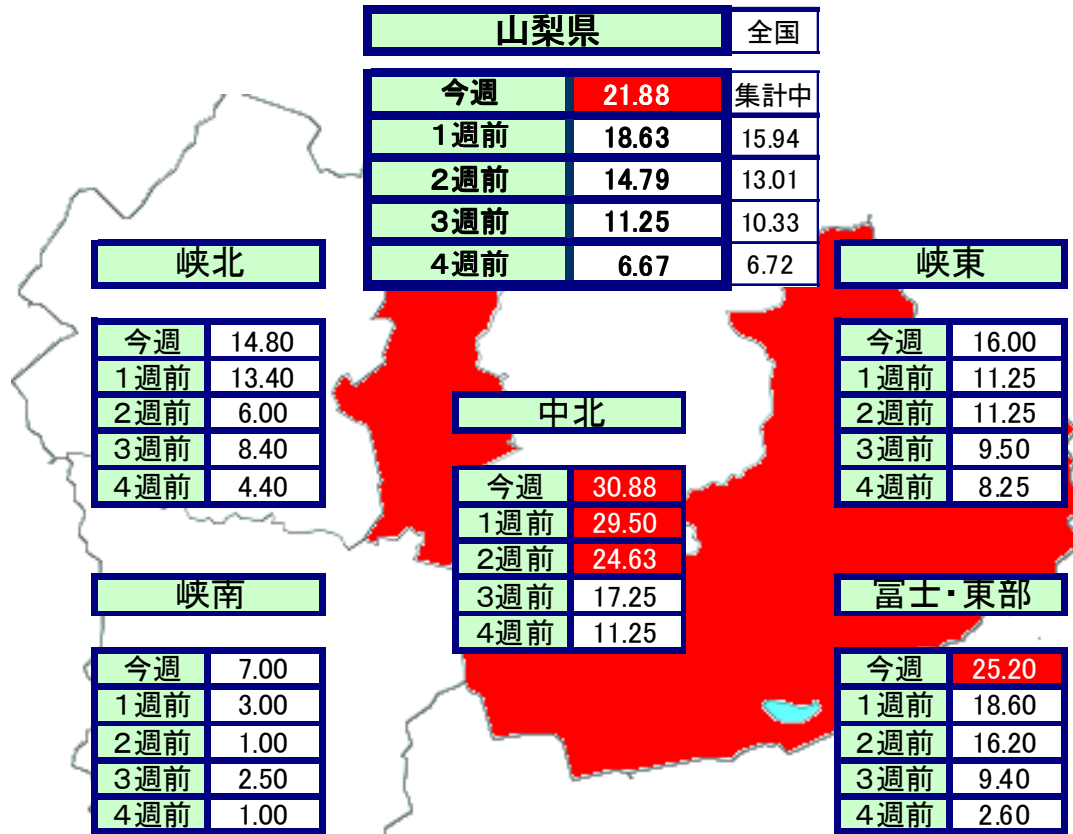 山梨県 全国
今週 21.88 集計中
1週前 18.63 15.94
2週前 14.79 13.01
3週前 11.25 10.33
4週前 6.67 6.72
峡北
今週 14.80
1週前 13.40
2週前 6.00
3週前 8.40
4週前 4.40
峡東
今週 16.00
1週前 11.25
2週前 11.25
3週前 9.50
4週前 8.25
中北
今週 30.88
1週前 29.50
2週前 24.63
3週前 17.25
4週前 11.25
峡南
今週 7.00
1週前 3.00
2週前 1.00
3週前 2.50
4週前 1.00
富士・東部
今週 25.20
1週前 18.60
2週前 16.20
3週前 9.40
4週前 2.60